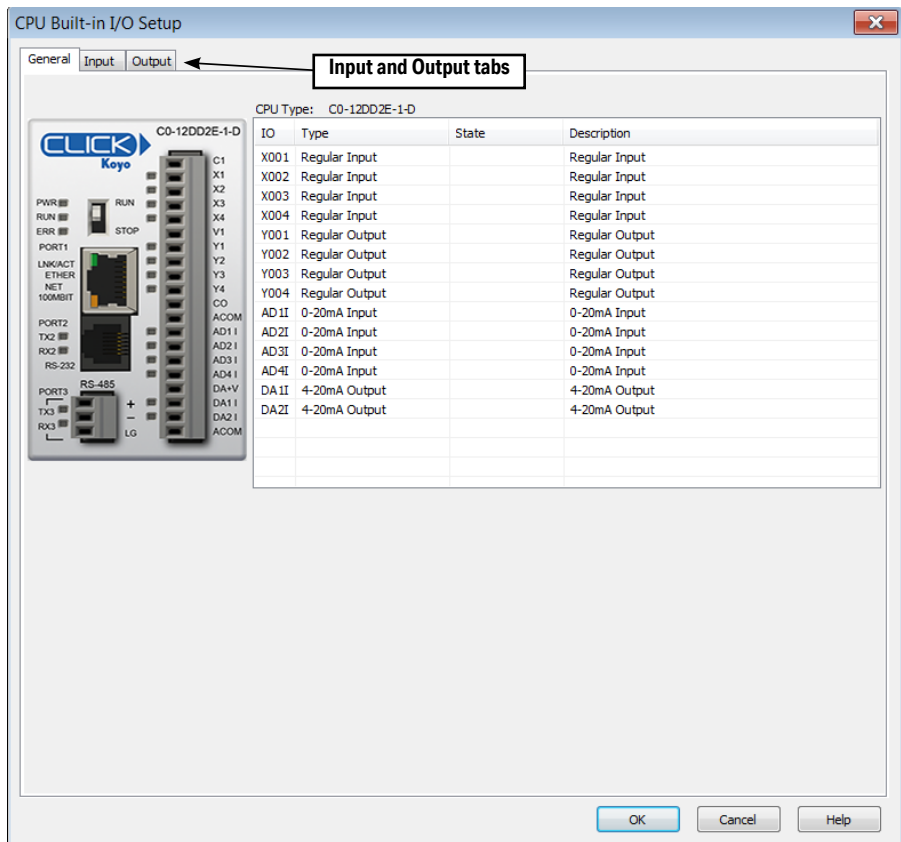 CPU Built-in I/O Setup
General Input Output
Input and Output tabs
CPU Type: C0-12DD2E-1-D
CLICK
Koyo
C0-12DD2E-1-D
PWR
RUN
ERR
RUN
STOP
PORT1
LNK/ACT
ETHER
NET
100MBIT
PORT2
TX2
RX2
RS-232
PORT3
RS-485
TX3
RX3
+
–
LG
C1
X1
X2
X3
X4
V1
Y1
Y2
Y3
Y4
CO
ACOM
AD1 I
AD2 I
AD3 I
AD4 I
DA+V
DA1 I
DA2 I
ACOM
IO Type State Description
X001 Regular Input Regular Input
X002 Regular Input Regular Input
X003 Regular Input Regular Input
X004 Regular Input Regular Input
Y001 Regular Output Regular Output
Y002 Regular Output Regular Output
Y003 Regular Output Regular Output
Y004 Regular Output Regular Output
AD1I 0-20mA Input 0-20mA Input
AD2I 0-20mA Input 0-20mA Input
AD3I 0-20mA Input 0-20mA Input
AD4I 0-20mA Input 0-20mA Input
DA1I 4-20mA Output 4-20mA Output
DA2I 4-20mA Output 4-20mA Output
OK Cancel Help